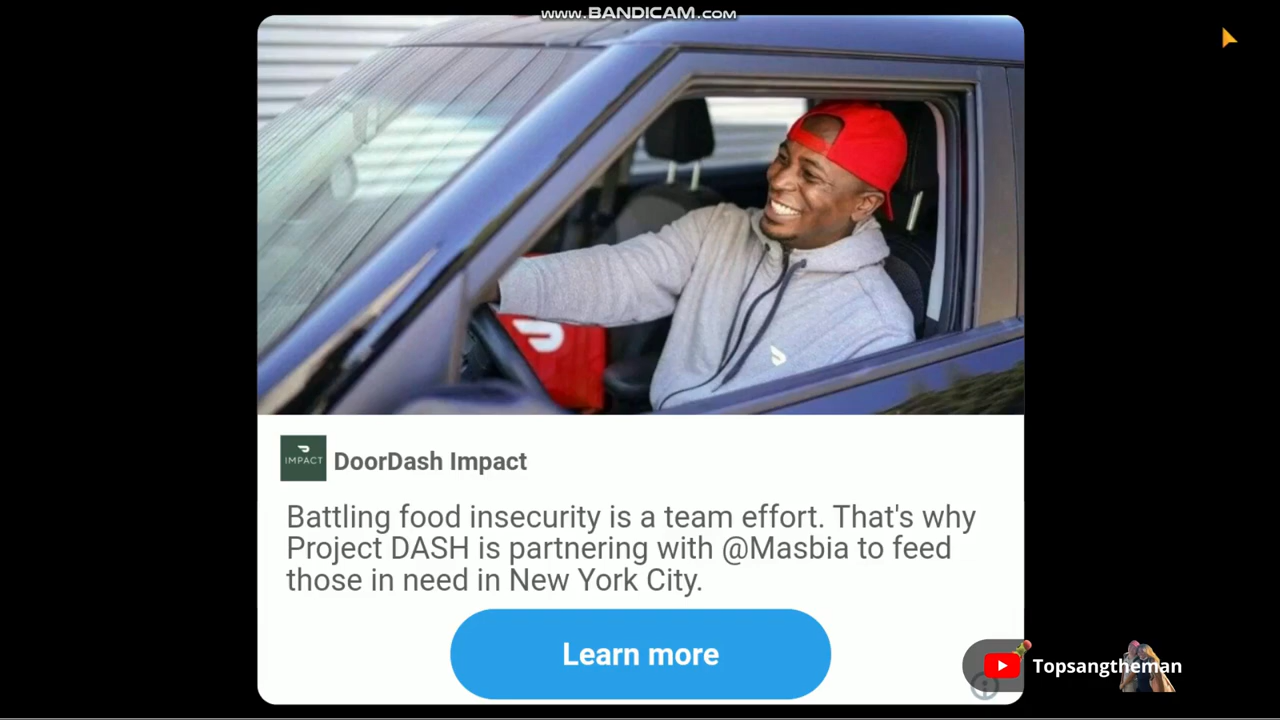 www.BANDICAM.com
IMPACT
DoorDash Impact
Battling food insecurity is a team effort. That's why
Project DASH is partnering with @Masbia to feed
those in need in New York City.
Learn more
Topsangtheman